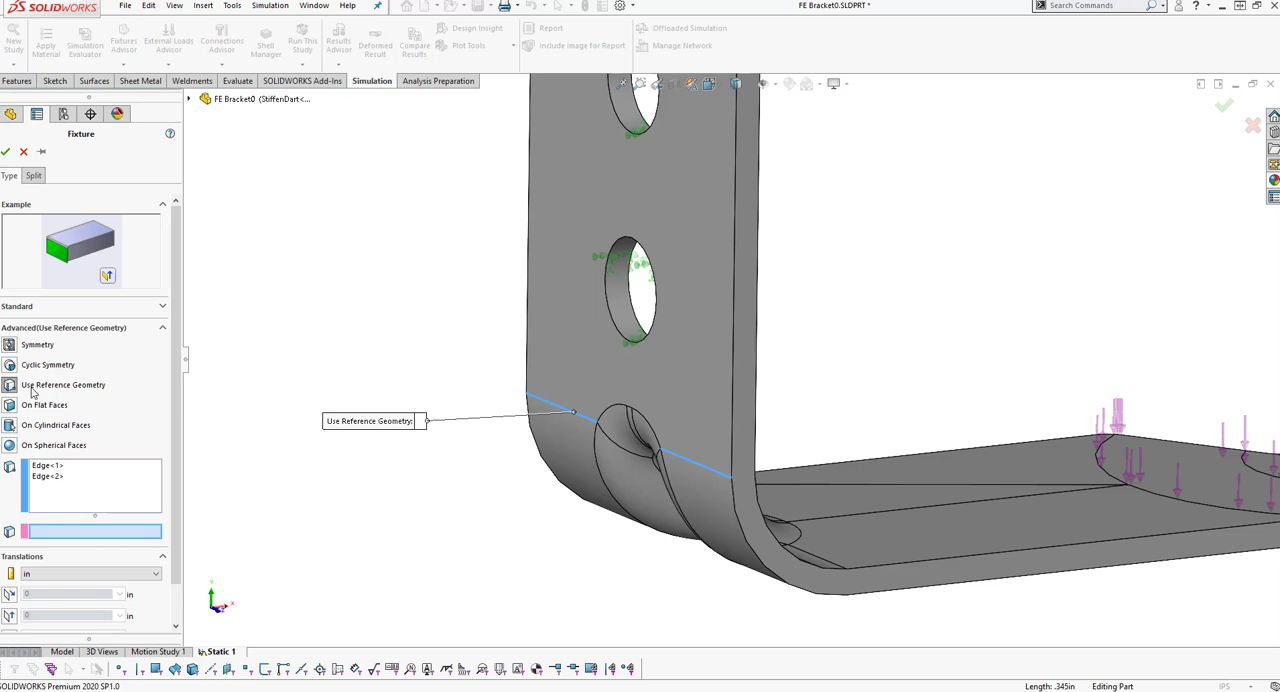 SOLIDWORKS File Edit View Insert Tools Simulation Window Help FE Bracket0.SLDPRT * Search Commands
New Study
Apply Material
Simulation Evaluator
Fixtures Advisor
External Loads Advisor
Connections Advisor
Shell Manager
Run This Study
Results Advisor
Deformed Result
Compare Results
Design Insight
Plot Tools
Report
Include Image for Report
Offloaded Simulation
Manage Network
Features Sketch Surfaces Sheet Metal Weldments Evaluate SOLIDWORKS Add-Ins Simulation Analysis Preparation
FE Bracket0 (StiffenDart<...
Fixture
Type Split
Example
Standard
Advanced(Use Reference Geometry)
Symmetry
Cyclic Symmetry
Use Reference Geometry
On Flat Faces
On Cylindrical Faces
On Spherical Faces
Edge<1>
Edge<2>
Translations
in
0 in
0 in
Use Reference Geometry:
Model 3D Views Motion Study 1 Static 1
SOLIDWORKS Premium 2020 SP1.0 Length: .345in Editing Part IPS